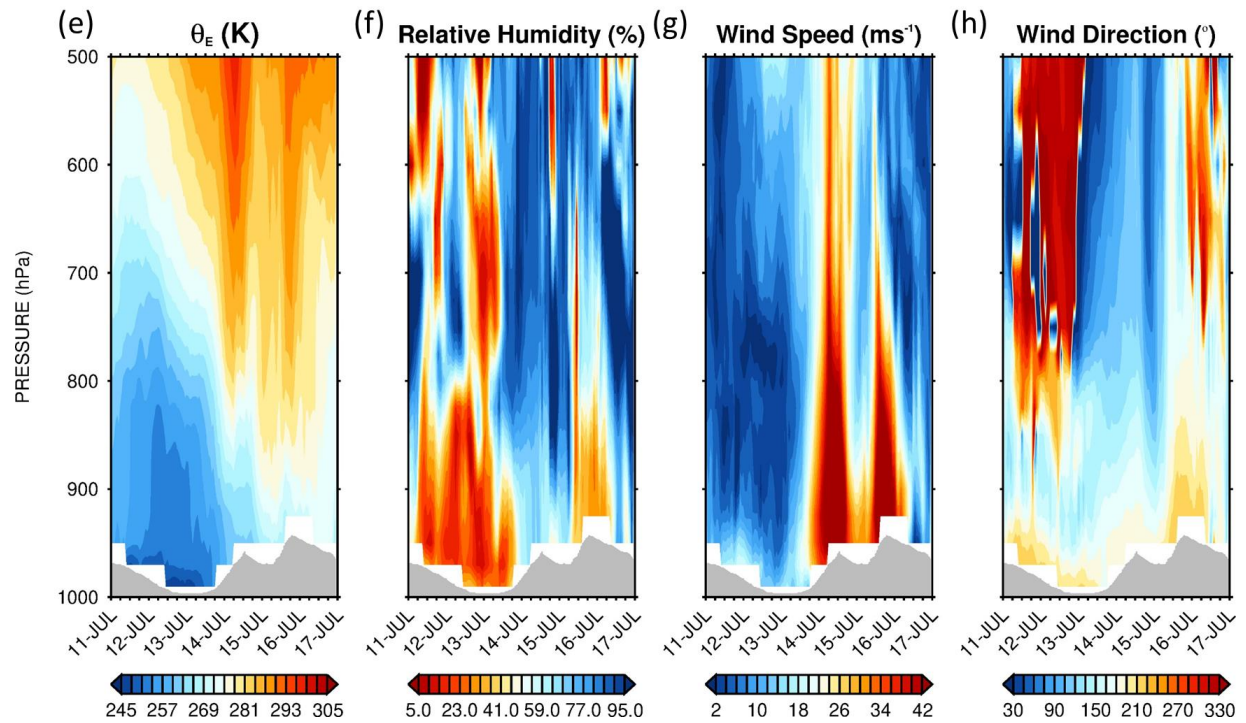 (e) (f) (g) (h)
θE (K) Relative Humidity (%) Wind Speed (ms-1) Wind Direction (°)
500
600
700
800
900
1000
PRESSURE (hPa)
11-JUL 12-JUL 13-JUL 14-JUL 15-JUL 16-JUL 17-JUL 11-JUL 12-JUL 13-JUL 14-JUL 15-JUL 16-JUL 17-JUL 11-JUL 12-JUL 13-JUL 14-JUL 15-JUL 16-JUL 17-JUL 11-JUL 12-JUL 13-JUL 14-JUL 15-JUL 16-JUL 17-JUL
245 257 269 281 293 305 5.0 23.0 41.0 59.0 77.0 95.0 2 10 18 26 34 42 30 90 150 210 270 330